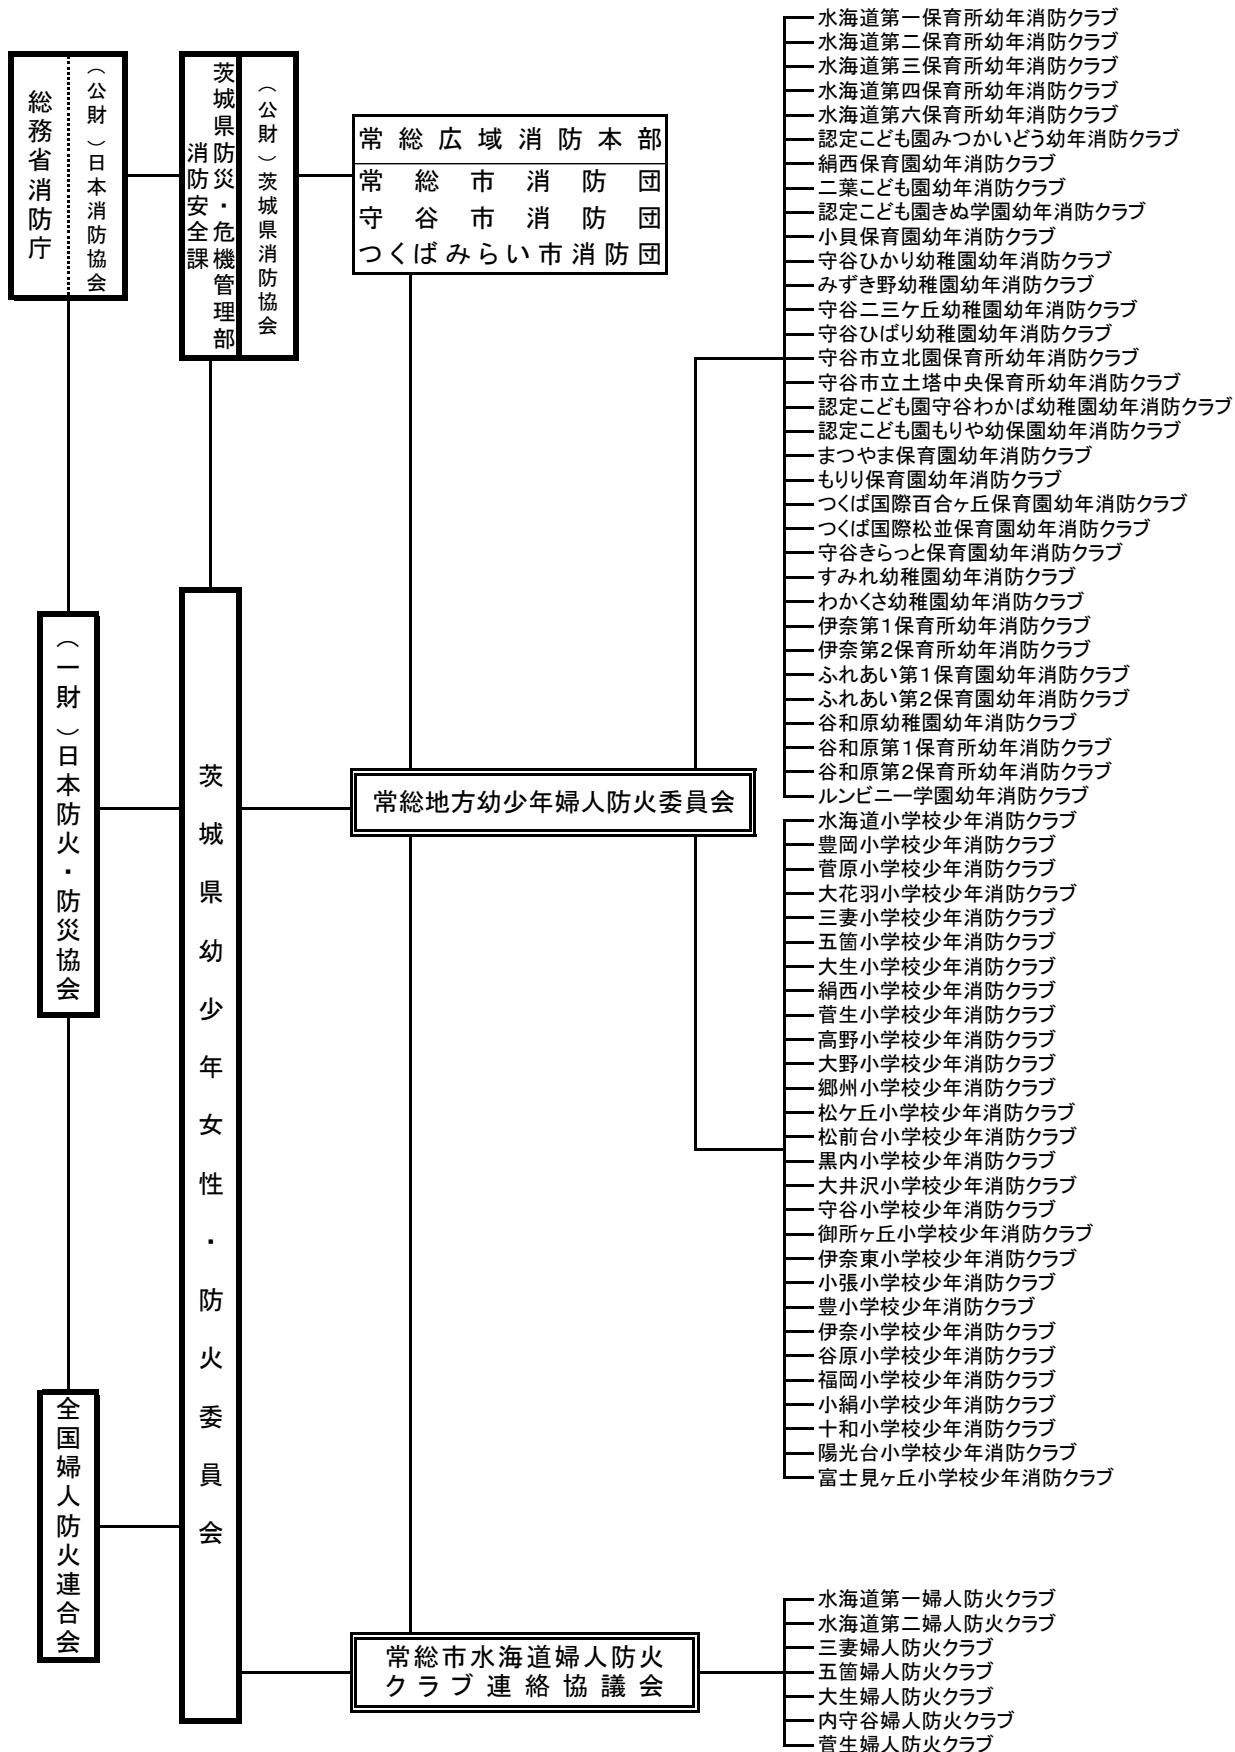 総務省消防庁
（公財）日本消防協会
茨城県防災・危機管理部
消防安全課
（公財）茨城県消防協会
常総広域消防本部
常総市消防団
守谷市消防団
つくばみらい市消防団
（一財）日本防火・防災協会
全国婦人防火連合会
茨城県幼少年女性・防火委員会
常総地方幼少年婦人防火委員会
常総市水海道婦人防火
クラブ連絡協議会
水海道第一保育所幼年消防クラブ
水海道第二保育所幼年消防クラブ
水海道第三保育所幼年消防クラブ
水海道第四保育所幼年消防クラブ
水海道第六保育所幼年消防クラブ
認定こども園みつかいどう幼年消防クラブ
絹西保育園幼年消防クラブ
二葉こども園幼年消防クラブ
認定こども園きぬ学園幼年消防クラブ
小貝保育園幼年消防クラブ
守谷ひかり幼稚園幼年消防クラブ
みずき野幼稚園幼年消防クラブ
守谷二三ケ丘幼稚園幼年消防クラブ
守谷ひばり幼稚園幼年消防クラブ
守谷市立北園保育所幼年消防クラブ
守谷市立土塔中央保育所幼年消防クラブ
認定こども園守谷わかば幼稚園幼年消防クラブ
認定こども園もりや幼保園幼年消防クラブ
まつやま保育園幼年消防クラブ
もりり保育園幼年消防クラブ
つくば国際百合ヶ丘保育園幼年消防クラブ
つくば国際松並保育園幼年消防クラブ
守谷きらっと保育園幼年消防クラブ
すみれ幼稚園幼年消防クラブ
わかくさ幼稚園幼年消防クラブ
伊奈第１保育所幼年消防クラブ
伊奈第２保育所幼年消防クラブ
ふれあい第１保育園幼年消防クラブ
ふれあい第２保育園幼年消防クラブ
谷和原幼稚園幼年消防クラブ
谷和原第１保育所幼年消防クラブ
谷和原第２保育所幼年消防クラブ
ルンビニー学園幼年消防クラブ
水海道小学校少年消防クラブ
豊岡小学校少年消防クラブ
菅原小学校少年消防クラブ
大花羽小学校少年消防クラブ
三妻小学校少年消防クラブ
五箇小学校少年消防クラブ
大生小学校少年消防クラブ
絹西小学校少年消防クラブ
菅生小学校少年消防クラブ
高野小学校少年消防クラブ
大野小学校少年消防クラブ
郷州小学校少年消防クラブ
松ケ丘小学校少年消防クラブ
松前台小学校少年消防クラブ
黒内小学校少年消防クラブ
大井沢小学校少年消防クラブ
守谷小学校少年消防クラブ
御所ヶ丘小学校少年消防クラブ
伊奈東小学校少年消防クラブ
小張小学校少年消防クラブ
豊小学校少年消防クラブ
伊奈小学校少年消防クラブ
谷原小学校少年消防クラブ
福岡小学校少年消防クラブ
小絹小学校少年消防クラブ
十和小学校少年消防クラブ
陽光台小学校少年消防クラブ
富士見ヶ丘小学校少年消防クラブ
水海道第一婦人防火クラブ
水海道第二婦人防火クラブ
三妻婦人防火クラブ
五箇婦人防火クラブ
大生婦人防火クラブ
内守谷婦人防火クラブ
菅生婦人防火クラブ